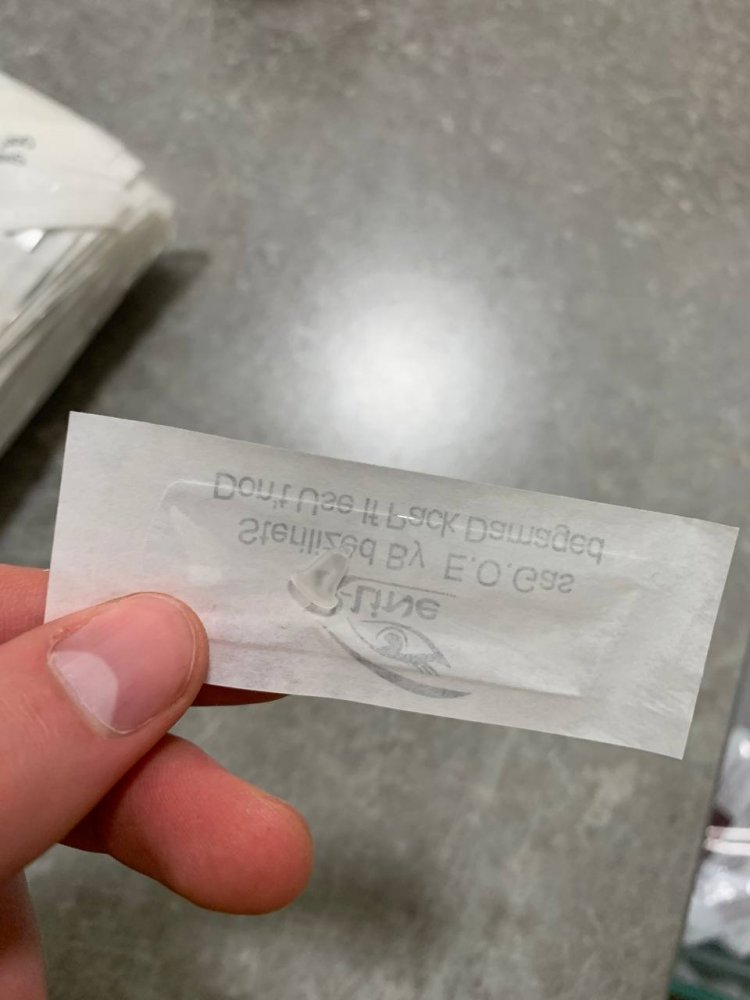 Line
Sterilized By E.O.Gas
Don't Use If Pack Damaged